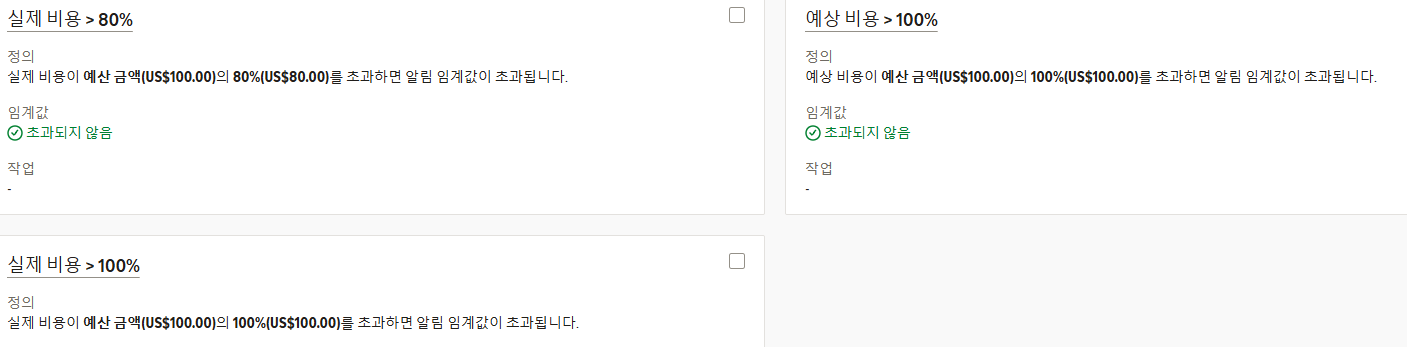 실제 비용 > 80%
정의
실제 비용이 예산 금액(US$100.00)의 80%(US$80.00)를 초과하면 알림 임계값이 초과됩니다.
임계값
초과되지 않음
작업
-
예상 비용 > 100%
정의
예상 비용이 예산 금액(US$100.00)의 100%(US$100.00)를 초과하면 알림 임계값이 초과됩니다.
임계값
초과되지 않음
작업
-
실제 비용 > 100%
정의
실제 비용이 예산 금액(US$100.00)의 100%(US$100.00)를 초과하면 알림 임계값이 초과됩니다.